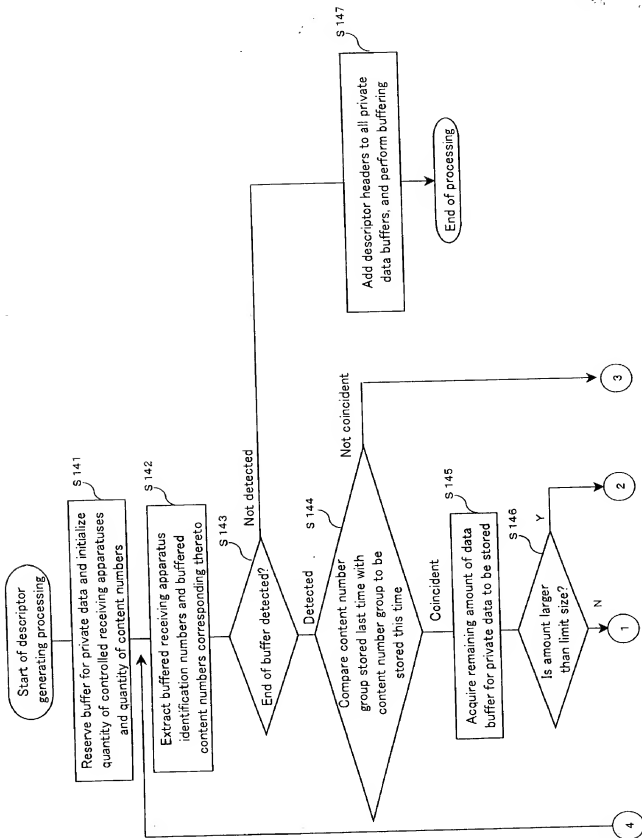 Start of descriptor
generating processing
S 141
Reserve buffer for private data and initialize
quantity of controlled receiving apparatuses
and quantity of content numbers
S 142
Extract buffered receiving apparatus
identification numbers and buffered
content numbers corresponding thereto
S 143
End of buffer detected?
Not detected
Detected
S 144
Compare content number
group stored last time with
content number group to be
stored this time
Not coincident
Coincident
S 145
Acquire remaining amount of data
buffer for private data to be stored
S 146
Is amount larger
than limit size?
Y
N
S 147
Add descriptor headers to all private
data buffers, and perform buffering
End of processing
4
1
2
3